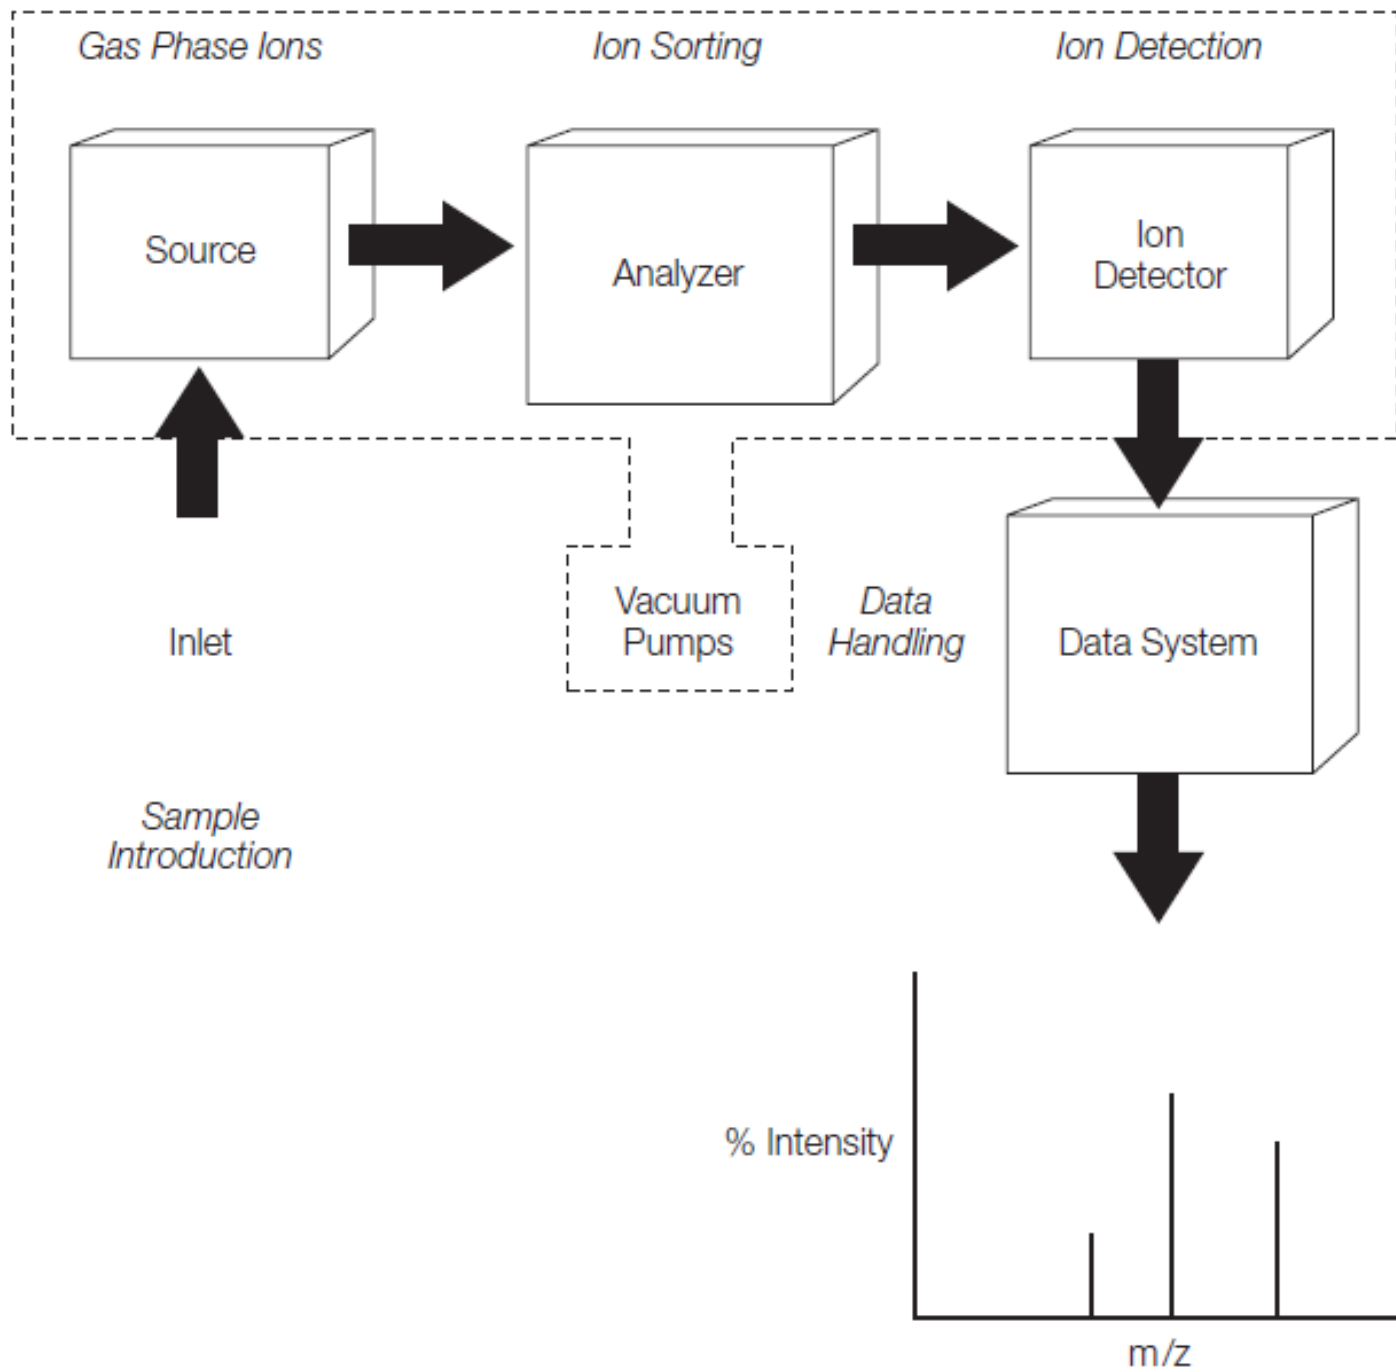 Gas Phase Ions
Ion Sorting
Ion Detection
Source
Analyzer
Ion
Detector
Inlet
Vacuum
Pumps
Data
Handling
Data System
Sample
Introduction
% Intensity
m/z